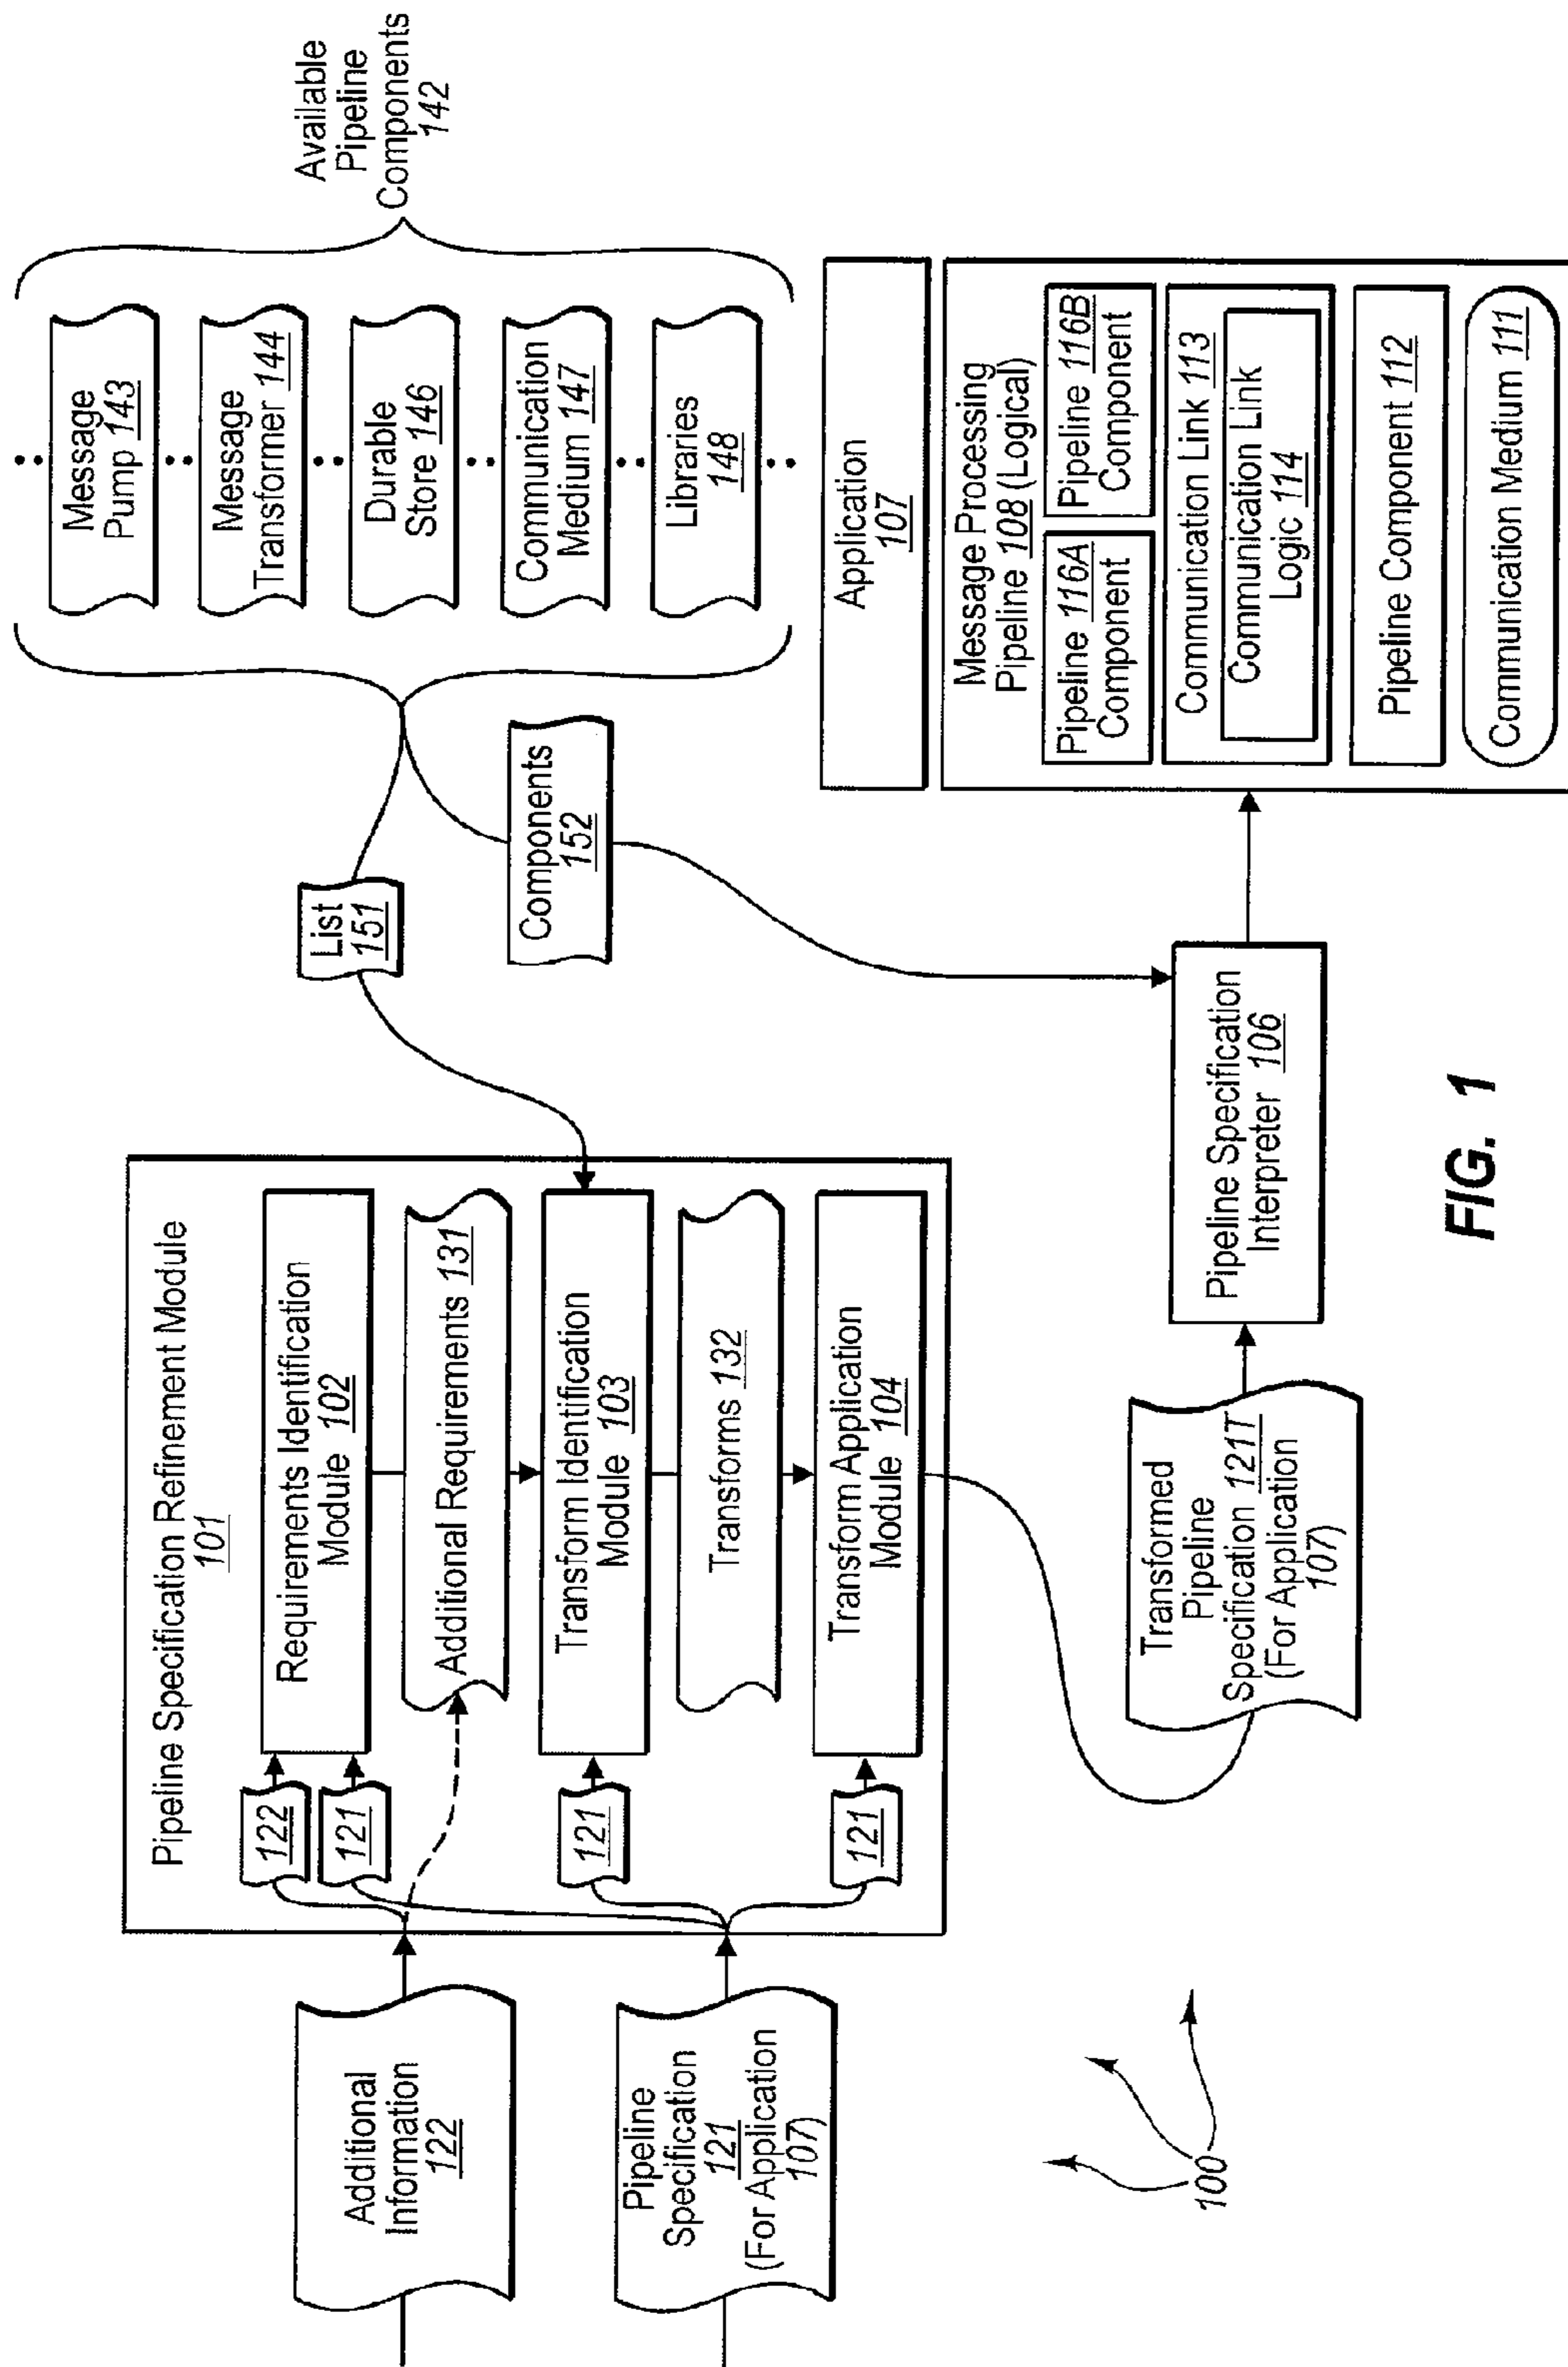 Additional
Information
122
Pipeline
Specification
121
(For Application
107)
100
Pipeline Specification Refinement Module
101
122
121
121
121
Requirements Identification
Module 102
Additional Requirements 131
Transform Identification
Module 103
Transforms 132
Transform Application
Module 104
Transformed
Pipeline
Specification 121T
(For Application
107)
Pipeline Specification
Interpreter 106
List
151
Components
152
Message
Pump 143
Message
Transformer 144
Durable
Store 146
Communication
Medium 147
Libraries
148
Available
Pipeline
Components
142
Application
107
Message Processing
Pipeline 108 (Logical)
Pipeline 116A
Component
Pipeline 116B
Component
Communication Link 113
Communication Link
Logic 114
Pipeline Component 112
Communication Medium 111
FIG. 1